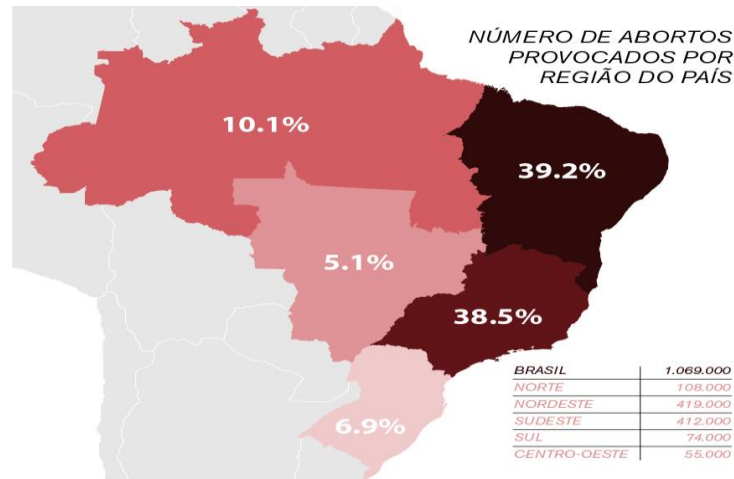 NÚMERO DE ABORTOS
PROVOCADOS POR
REGIÃO DO PAÍS
10.1%
39.2%
5.1%
38.5%
6.9%
BRASIL 1.069.000
NORTE 108.000
NORDESTE 419.000
SUDESTE 412.000
SUL 74.000
CENTRO-OESTE 55.000